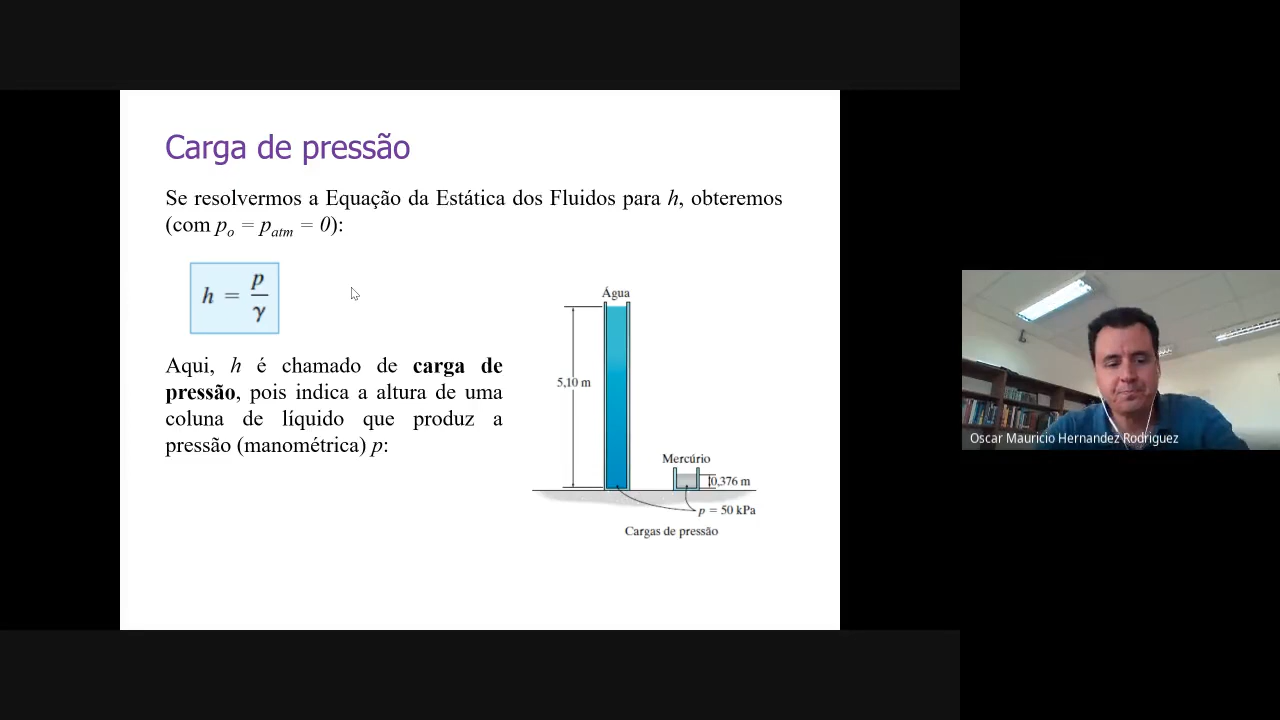 Carga de pressão
Se resolvermos a Equação da Estática dos Fluidos para h, obteremos
(com po = patm = 0):
h = p/γ
Aqui, h é chamado de carga de
pressão, pois indica a altura de uma
coluna de líquido que produz a
pressão (manométrica) p:
Água
5,10 m
Mercúrio
0,376 m
p = 50 kPa
Cargas de pressão
Oscar Mauricio Hernandez Rodriguez